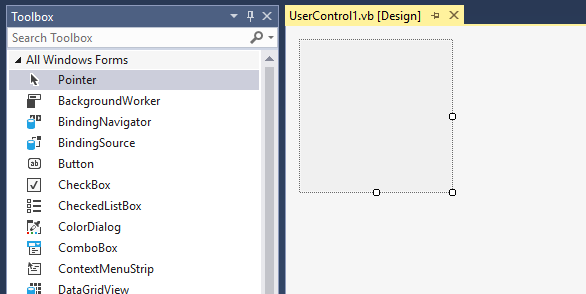 Toolbox
Search Toolbox
All Windows Forms
Pointer
BackgroundWorker
BindingNavigator
BindingSource
Button
CheckBox
CheckedListBox
ColorDialog
ComboBox
ContextMenuStrip
DataGridView
UserControl1.vb [Design]